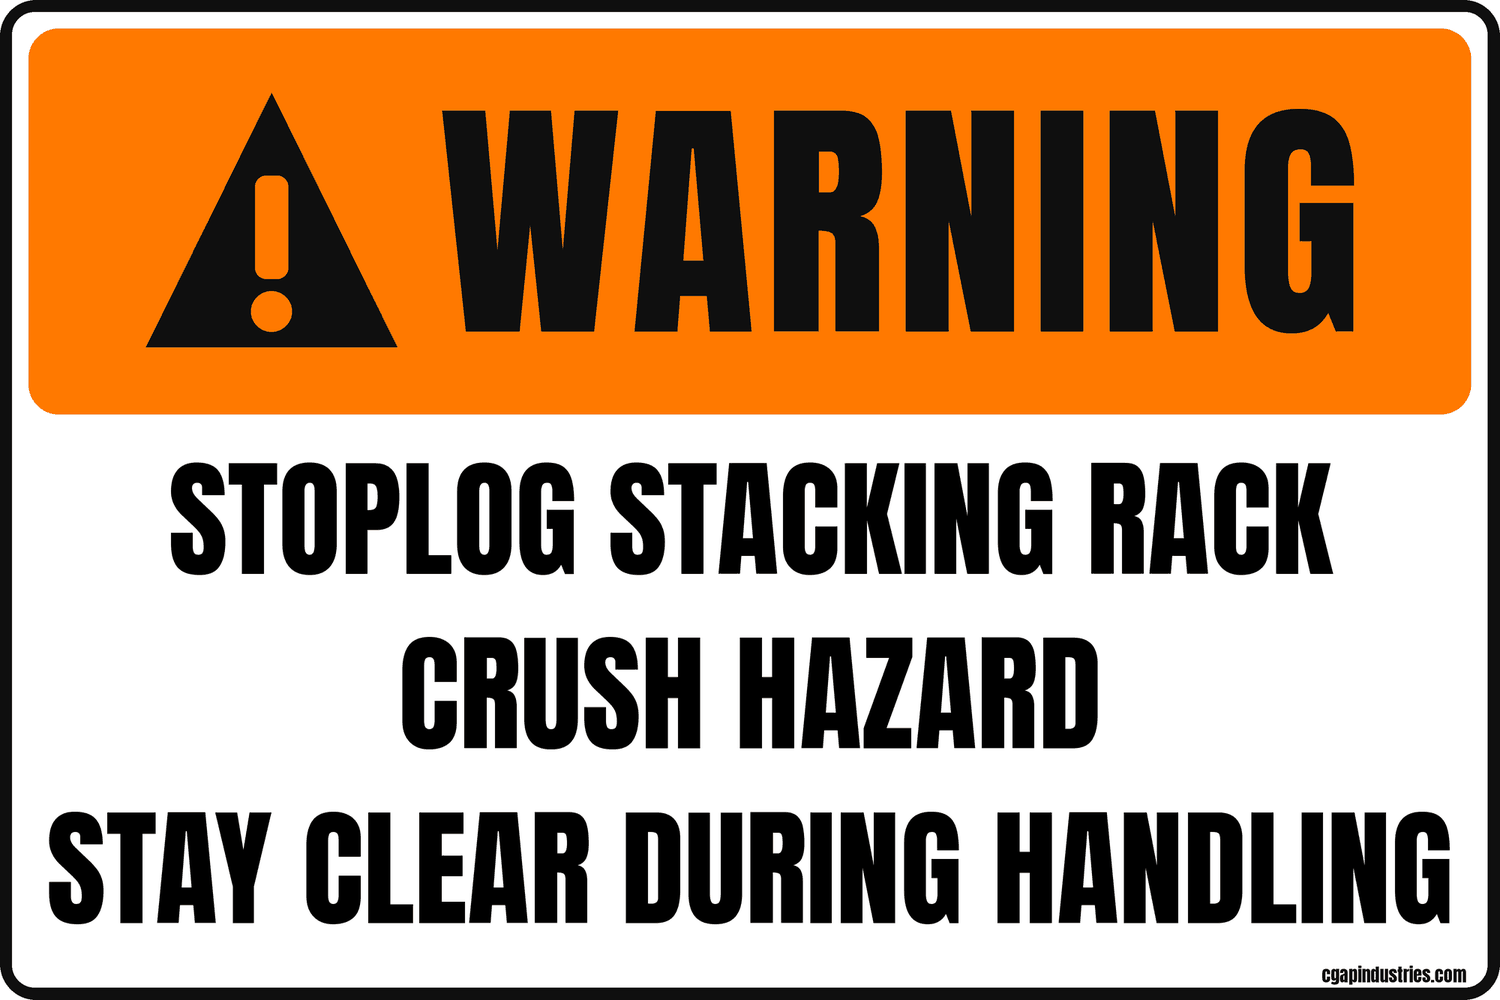 WARNING
STOPLOG STACKING RACK
CRUSH HAZARD
STAY CLEAR DURING HANDLING
cgapindustries.com